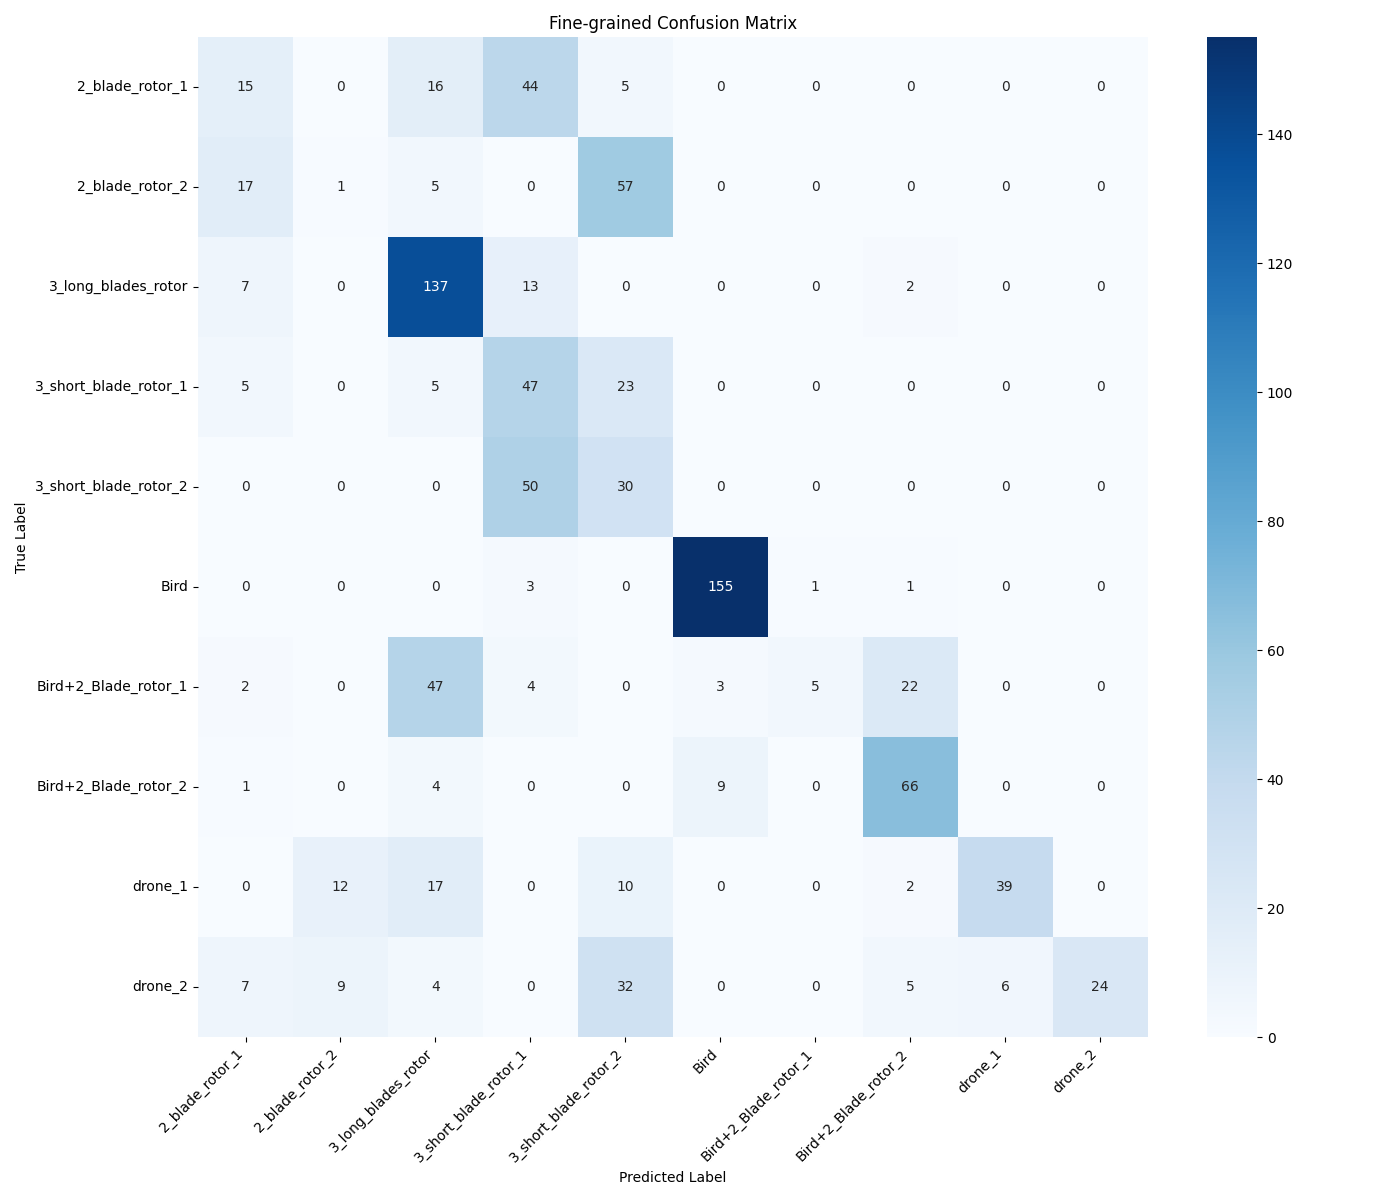 Fine-grained Confusion Matrix
True Label
2_blade_rotor_1 15 0 16 44 5 0 0 0 0 0
2_blade_rotor_2 17 1 5 0 57 0 0 0 0 0
3_long_blades_rotor 7 0 137 13 0 0 0 2 0 0
3_short_blade_rotor_1 5 0 5 47 23 0 0 0 0 0
3_short_blade_rotor_2 0 0 0 50 30 0 0 0 0 0
Bird 0 0 0 3 0 155 1 1 0 0
Bird+2_Blade_rotor_1 2 0 47 4 0 3 5 22 0 0
Bird+2_Blade_rotor_2 1 0 4 0 0 9 0 66 0 0
drone_1 0 12 17 0 10 0 0 2 39 0
drone_2 7 9 4 0 32 0 0 5 6 24
2_blade_rotor_1
2_blade_rotor_2
3_long_blades_rotor
3_short_blade_rotor_1
3_short_blade_rotor_2
Bird
Bird+2_Blade_rotor_1
Bird+2_Blade_rotor_2
drone_1
drone_2
Predicted Label
140
120
100
80
60
40
20
0